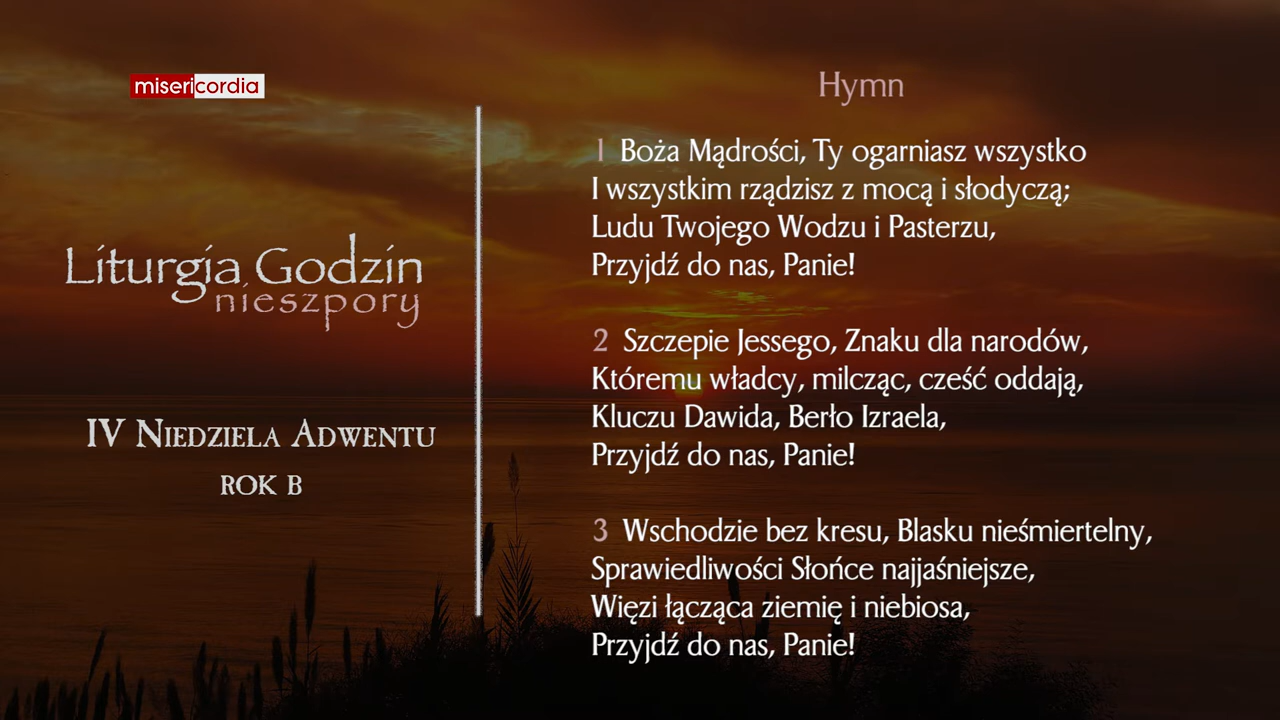 misericordia
Liturgia Godzin
nieszpory
IV Niedziela Adwentu
rok B
Hymn
1 Boża Mądrości, Ty ogarniasz wszystko
I wszystkim rządzisz z mocą i słodyczą;
Ludu Twojego Wodzu i Pasterzu,
Przyjdź do nas, Panie!
2 Szczepie Jessego, Znaku dla narodów,
Któremu władcy, milcząc, cześć oddają,
Kluczu Dawida, Berło Izraela,
Przyjdź do nas, Panie!
3 Wschodzie bez kresu, Blasku nieśmiertelny,
Sprawiedliwości Słońce najjaśniejsze,
Więzi łącząca ziemię i niebiosa,
Przyjdź do nas, Panie!